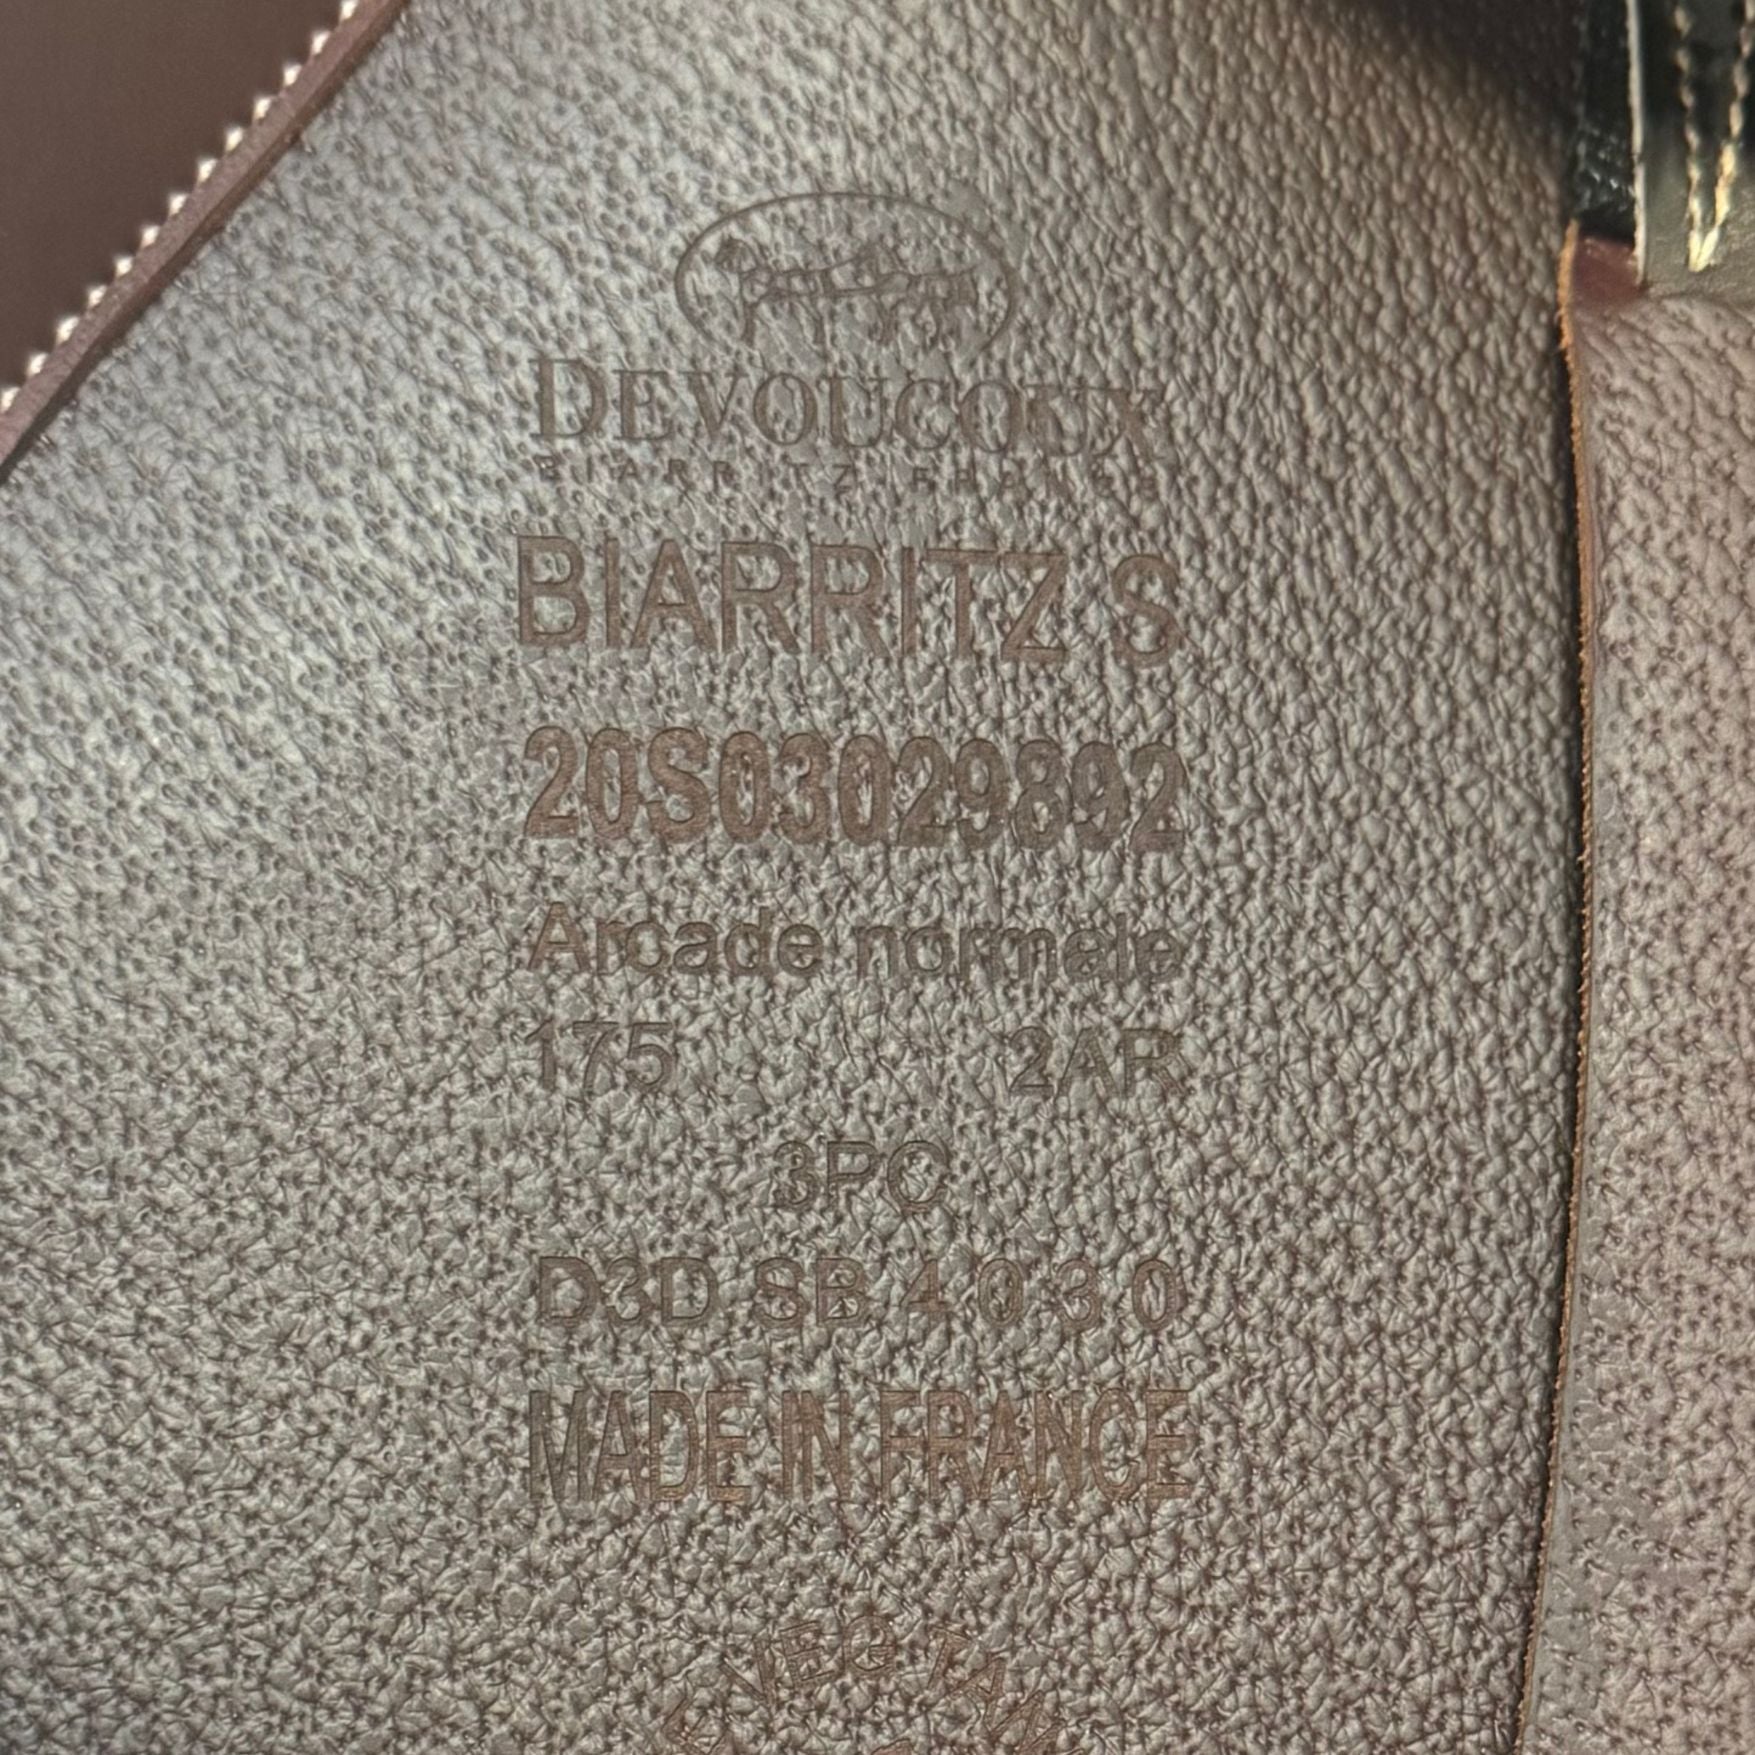 DEVOUCOUX
BIARRITZ FRANCE
BIARRITZ S
20S03029892
Arcade normale
175 2AR
3PC
D3D SB 4 0 3 0
MADE IN FRANCE